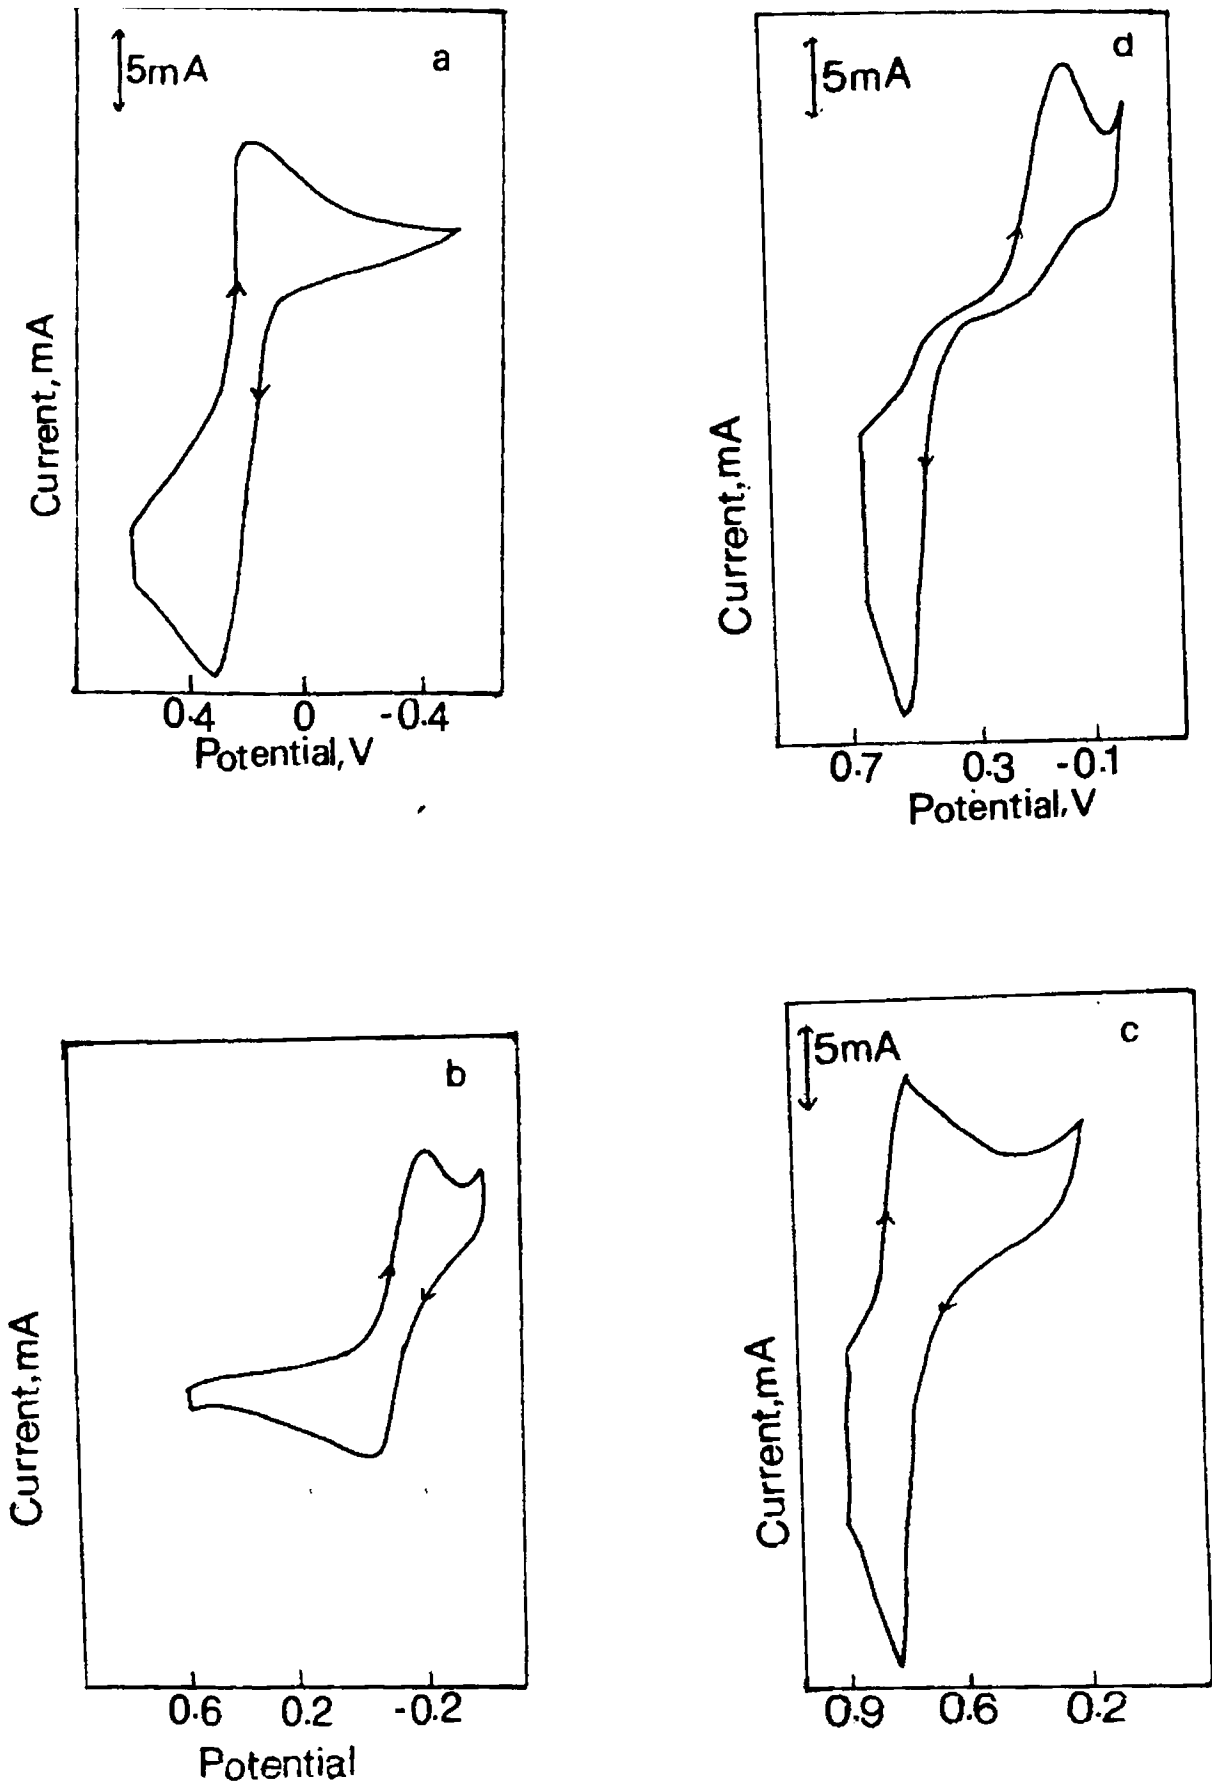 a
5mA
Current, mA
0.4 0 -0.4
Potential, V
d
5mA
Current, mA
0.7 0.3 -0.1
Potential, V
b
Current, mA
0.6 0.2 -0.2
Potential
c
5mA
Current, mA
0.9 0.6 0.2